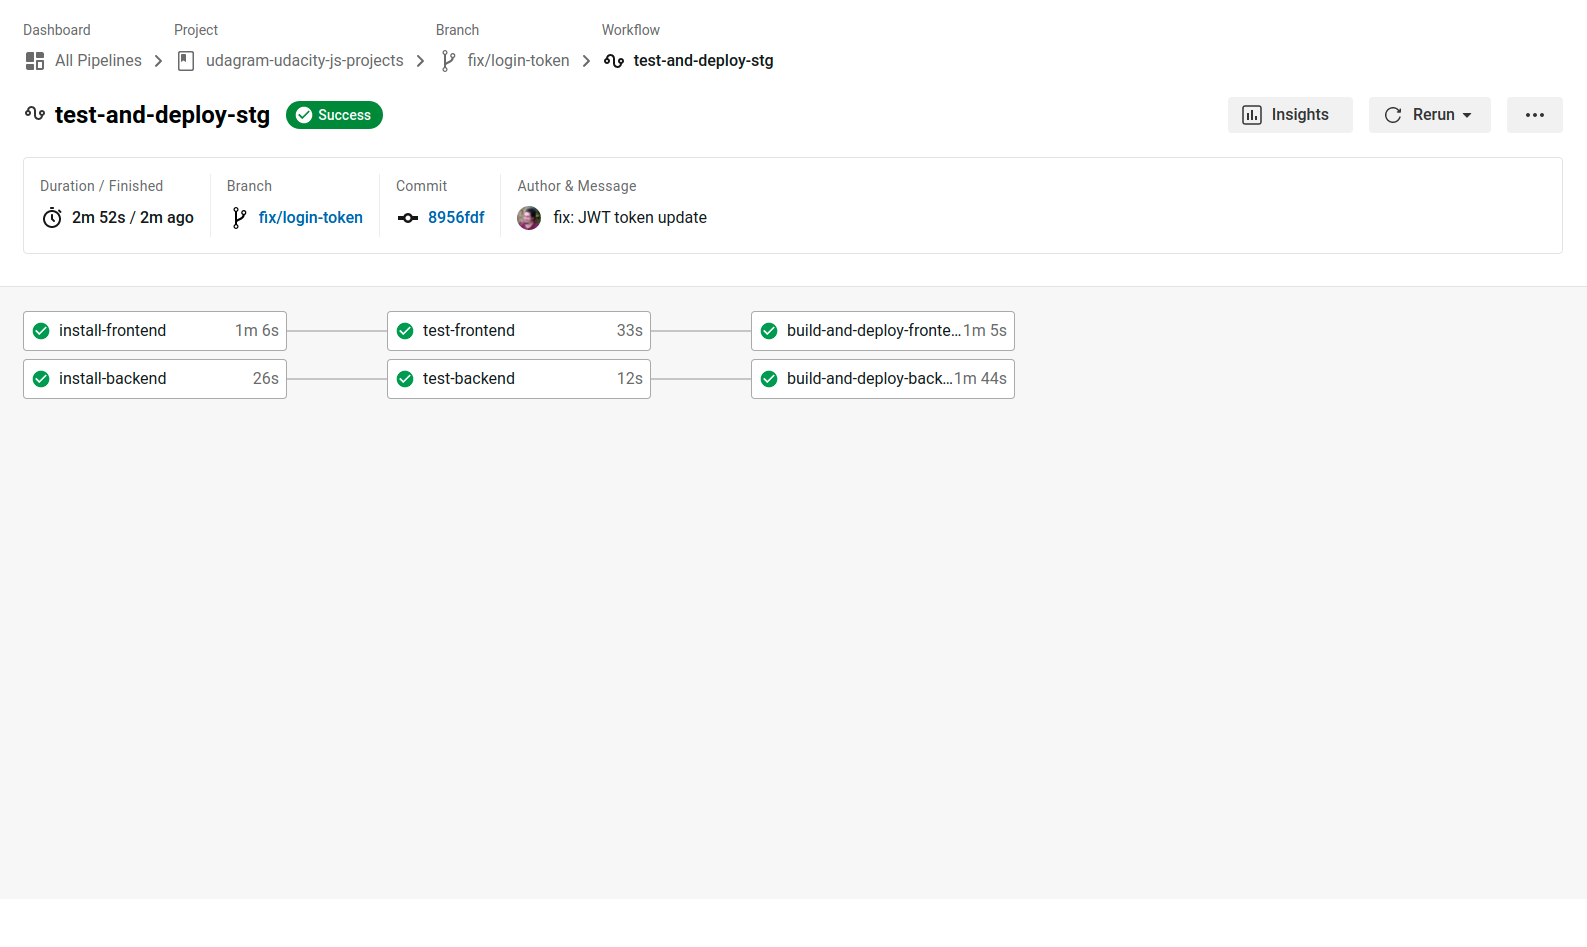 Dashboard Project Branch Workflow
All Pipelines udagram-udacity-js-projects fix/login-token test-and-deploy-stg
test-and-deploy-stg Success Insights Rerun
Duration / Finished Branch Commit Author & Message
2m 52s / 2m ago fix/login-token 8956fdf fix: JWT token update
install-frontend 1m 6s test-frontend 33s build-and-deploy-fronte... 1m 5s
install-backend 26s test-backend 12s build-and-deploy-back... 1m 44s